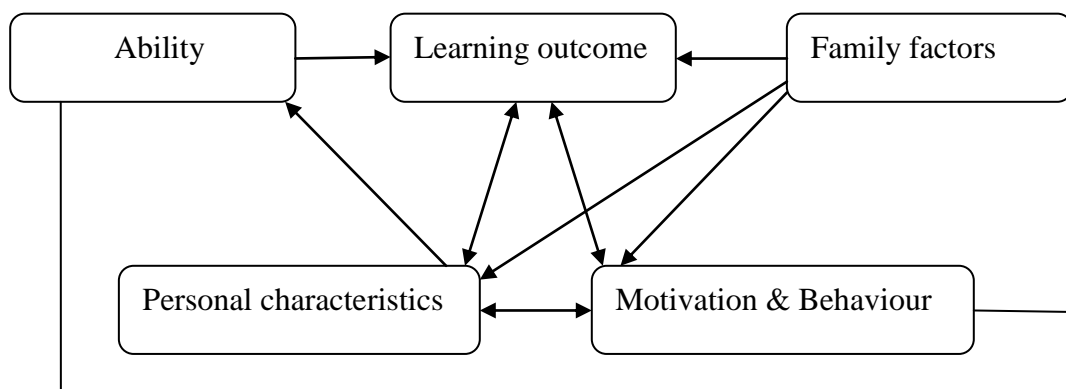 Ability
Learning outcome
Family factors
Personal characteristics
Motivation & Behaviour